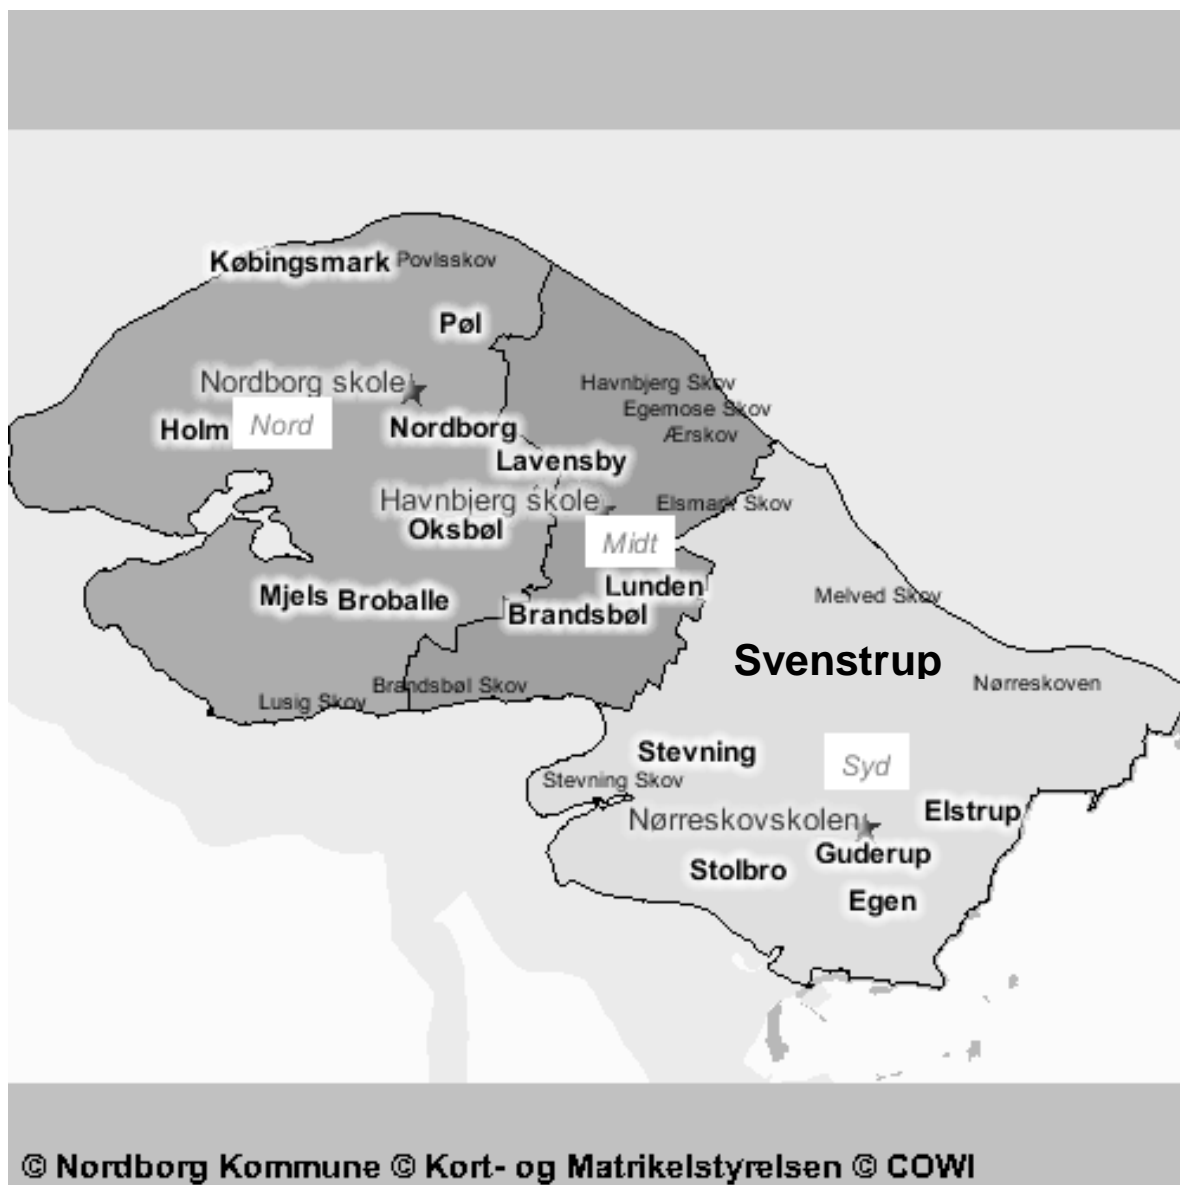 Købingsmark
Povlsskov
Pøl
Nordborg skole
Havnbjerg Skov
Egemose Skov
Holm
Nord
Nordborg
Ærskov
Lavensby
Havnbjerg skole
Elsmark Skov
Oksbøl
Midt
Lunden
Mjels
Broballe
Brandsbøl
Melved Skov
Svenstrup
Brandsbøl Skov
Nørreskoven
Lusig Skov
Stevning
Syd
Stevning Skov
Elstrup
Nørreskovskolen
Guderup
Stolbro
Egen
© Nordborg Kommune © Kort- og Matrikelstyrelsen © COWI